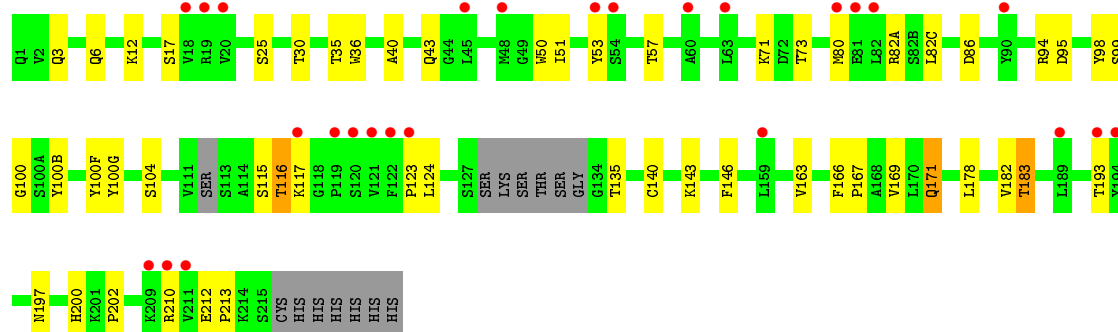 Q1 V2 Q3 Q6 K12 S17 V18 R19 V20 S25 T30 T35 W36 A40 Q43 G44 L45 M48 G49 W50 I51 Y53 S54 T57 A60 L63 K71 D72 T73 M80 E81 L82 R82A S82B L82C D86 Y90 R94 D95 Y98 S99
G100 S100A Y100B Y100F Y100G S104 V111 SER S113 A114 S115 T116 K117 G118 P119 S120 V121 F122 P123 L124 S127 SER LYS SER THR SER GLY G134 T135 C140 K143 F146 L159 V163 F166 P167 A168 V169 L170 Q171 L178 V182 T183 L189 T193 Y194
N197 H200 K201 P202 K209 R210 V211 E212 P213 K214 S215 CYS HIS HIS HIS HIS HIS HIS